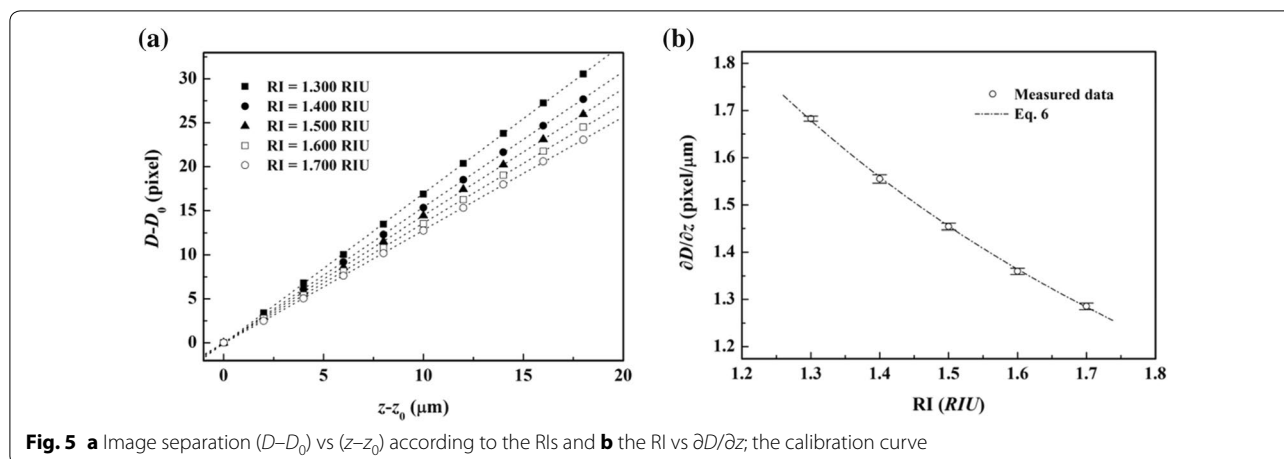 (a)
30
25
20
15
10
5
0
D-D₀ (pixel)
RI = 1.300 RIU
RI = 1.400 RIU
RI = 1.500 RIU
RI = 1.600 RIU
RI = 1.700 RIU
0 5 10 15 20
z-z₀ (μm)
(b)
1.8
1.7
1.6
1.5
1.4
1.3
1.2
∂D/∂z (pixel/μm)
Measured data
Eq. 6
1.2 1.3 1.4 1.5 1.6 1.7 1.8
RI (RIU)
Fig. 5 a Image separation (D–D₀) vs (z–z₀) according to the RIs and b the RI vs ∂D/∂z; the calibration curve